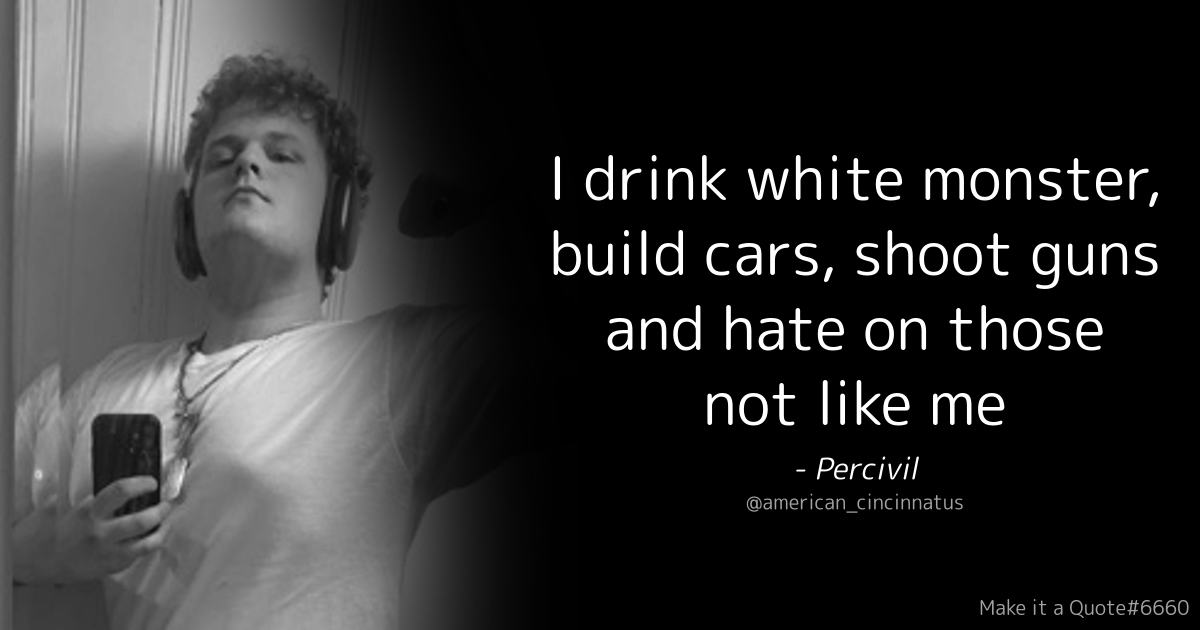 I drink white monster,
build cars, shoot guns
and hate on those
not like me
- Percivil
@american_cincinnatus
Make it a Quote#6660